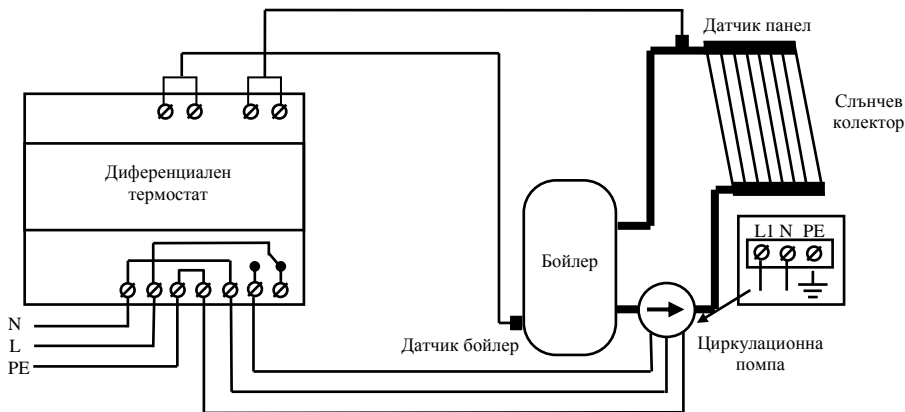 Датчик панел
Слънчев
колектор
Диференциален
термостат
L1 N PE
Бойлер
N
L
PE
Датчик бойлер
Циркулационна
помпа